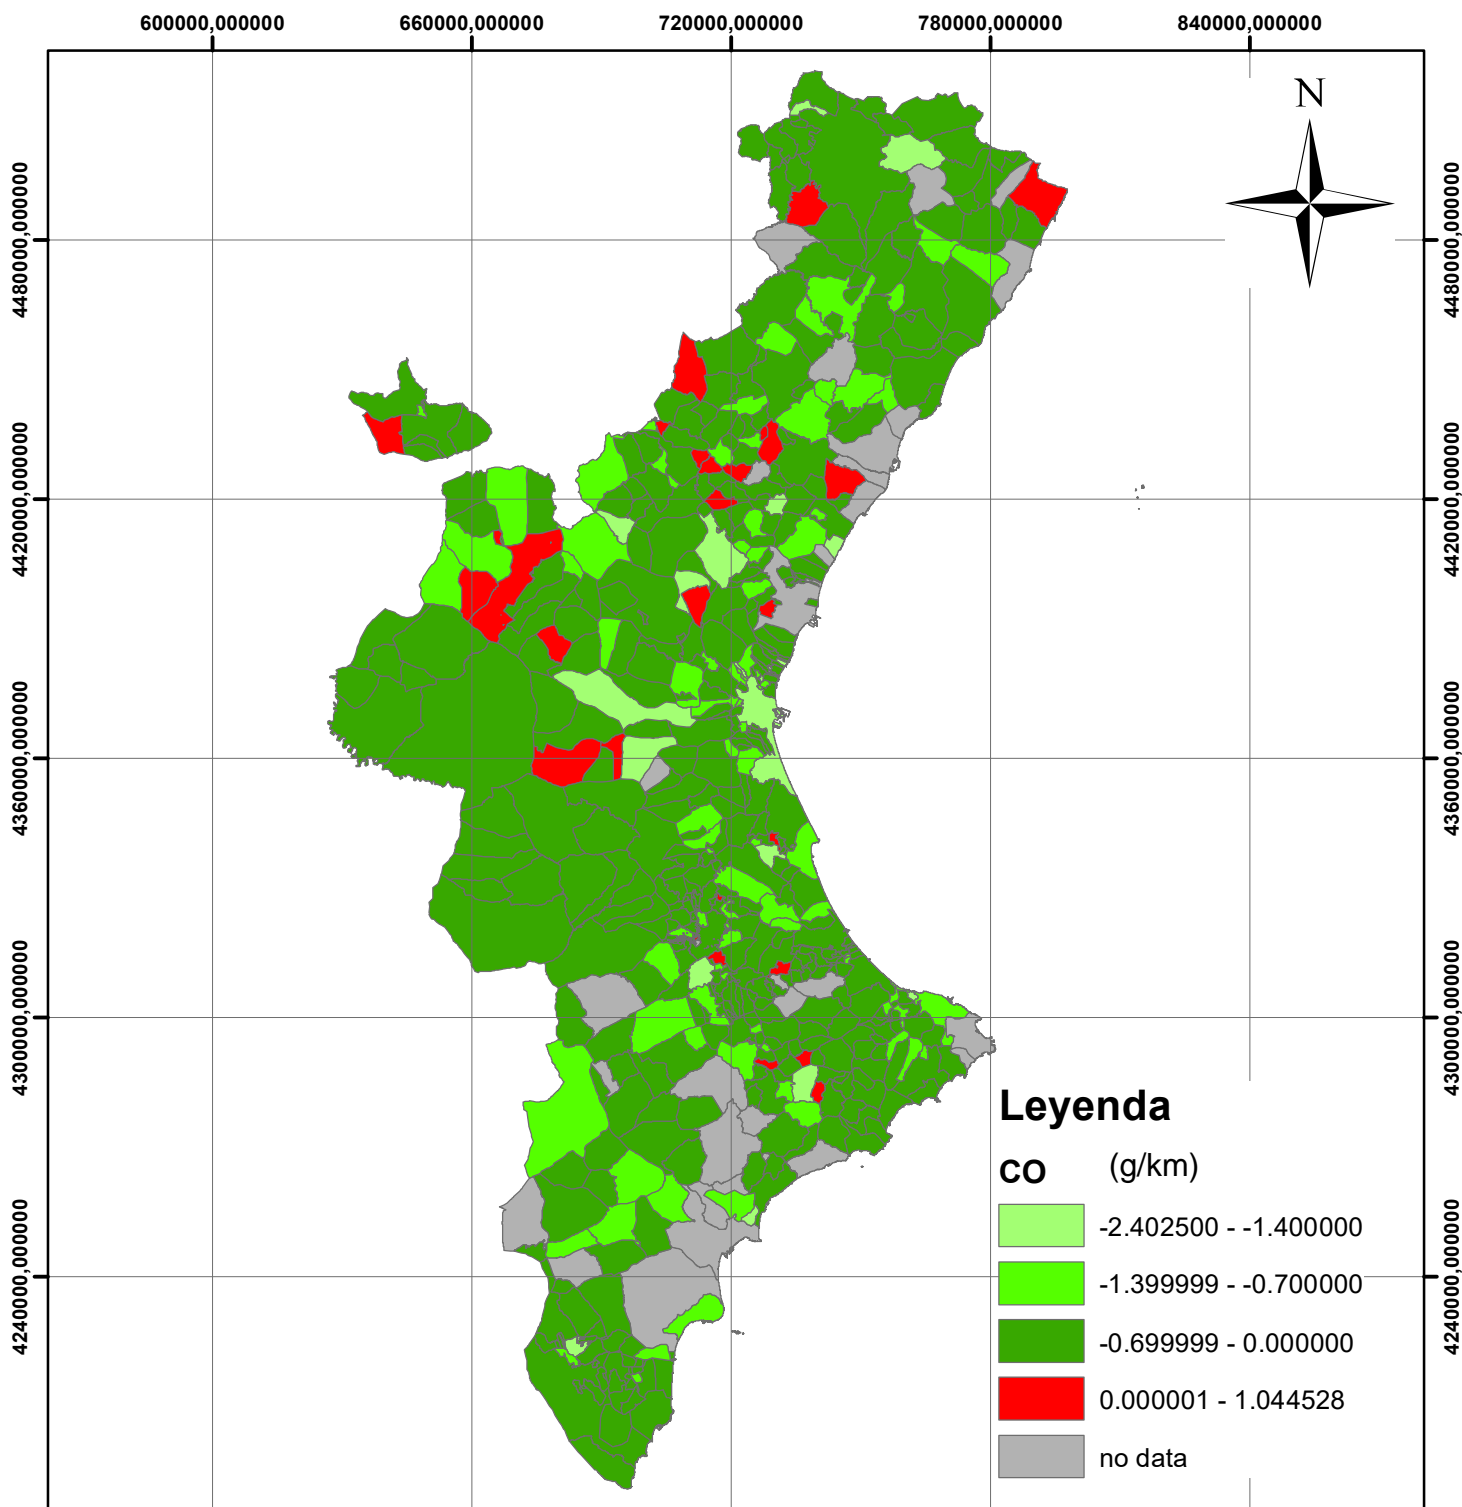 600000,000000 660000,000000 720000,000000 780000,000000 840000,000000
N
4480000,000000 4480000,000000
4420000,000000 4420000,000000
4360000,000000 4360000,000000
4300000,000000 4300000,000000
4240000,000000 4240000,000000
Leyenda
CO (g/km)
-2.402500 - -1.400000
-1.399999 - -0.700000
-0.699999 - 0.000000
0.000001 - 1.044528
no data